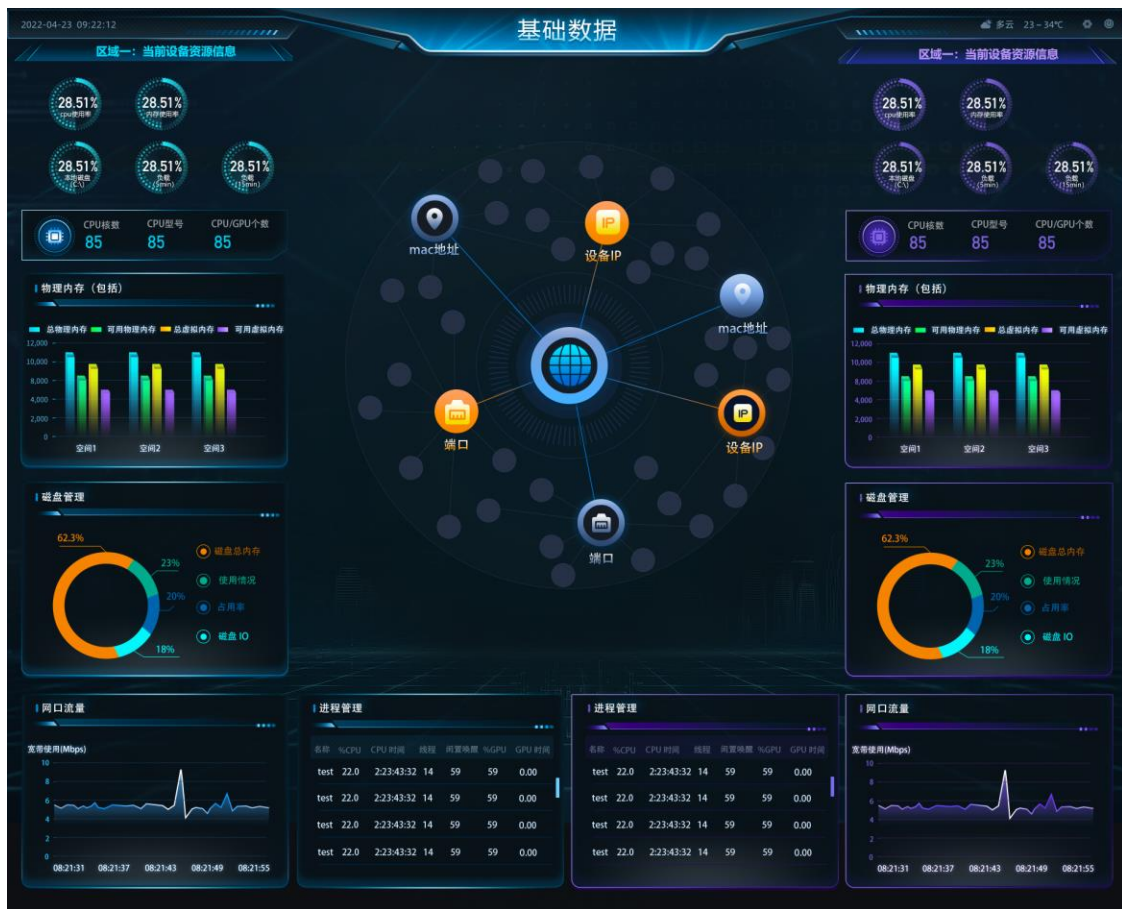 2022-04-23 09:22:12
基础数据
多云 23~34℃
区域一：当前设备资源信息
28.51%
cpu使用率
28.51%
内存使用率
28.51%
本地磁盘
(C:\)
28.51%
负载
(5min)
28.51%
负载
(15min)
CPU核数 CPU型号 CPU/GPU个数
85 85 85
物理内存（包括）
总物理内存 可用物理内存 总虚拟内存 可用虚拟内存
12,000
10,000
8,000
6,000
4,000
2,000
0
空间1 空间2 空间3
磁盘管理
62.3%
23%
20%
18%
磁盘总内存
使用情况
占用率
磁盘 IO
网口流量
宽带使用(Mbps)
10
8
6
4
2
0
08:21:31 08:21:37 08:21:43 08:21:49 08:21:55
mac地址
IP
设备IP
mac地址
IP
设备IP
端口
端口
进程管理
名称 %CPU CPU 时间 线程 闲置唤醒 %GPU GPU 时间
test 22.0 2:23:43:32 14 59 59 0.00
test 22.0 2:23:43:32 14 59 59 0.00
test 22.0 2:23:43:32 14 59 59 0.00
test 22.0 2:23:43:32 14 59 59 0.00
进程管理
名称 %CPU CPU 时间 线程 闲置唤醒 %GPU GPU 时间
test 22.0 2:23:43:32 14 59 59 0.00
test 22.0 2:23:43:32 14 59 59 0.00
test 22.0 2:23:43:32 14 59 59 0.00
test 22.0 2:23:43:32 14 59 59 0.00
区域一：当前设备资源信息
28.51%
cpu使用率
28.51%
内存使用率
28.51%
本地磁盘
(C:\)
28.51%
负载
(5min)
28.51%
负载
(15min)
CPU核数 CPU型号 CPU/GPU个数
85 85 85
物理内存（包括）
总物理内存 可用物理内存 总虚拟内存 可用虚拟内存
12,000
10,000
8,000
4,000
2,000
0
空间1 空间2 空间3
磁盘管理
62.3%
23%
20%
18%
磁盘总内存
使用情况
占用率
磁盘 IO
网口流量
宽带使用(Mbps)
10
8
6
4
2
0
08:21:31 08:21:37 08:21:43 08:21:49 08:21:55